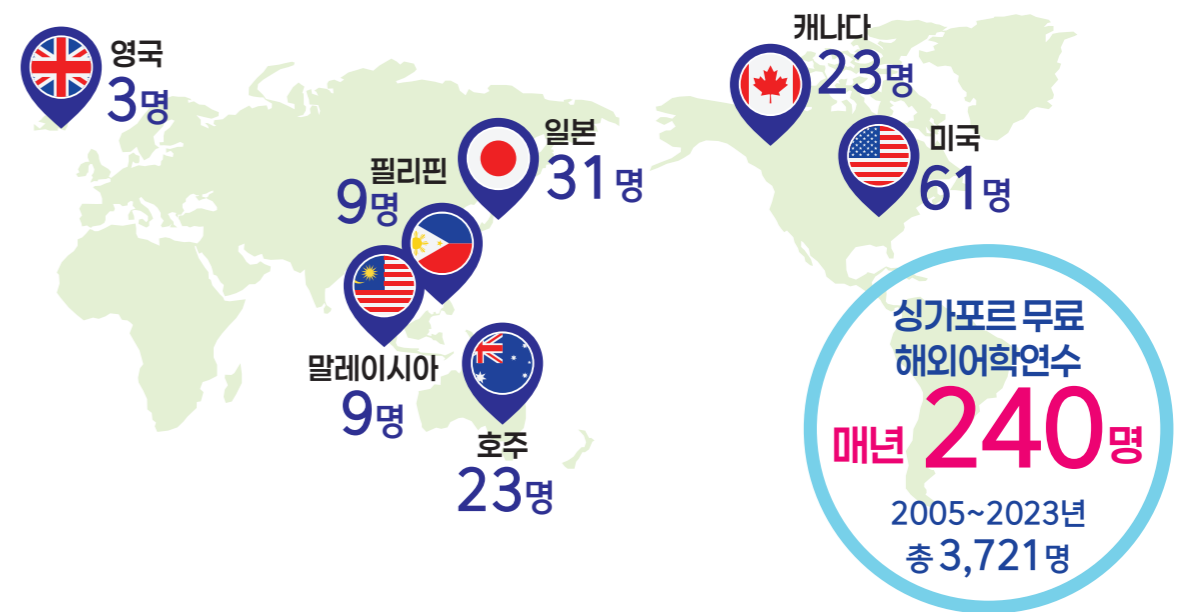 영국
3명
캐나다
23명
일본
31명
미국
61명
필리핀
9명
말레이시아
9명
호주
23명
싱가포르 무료
해외어학연수
매년 240명
2005~2023년
총 3,721명